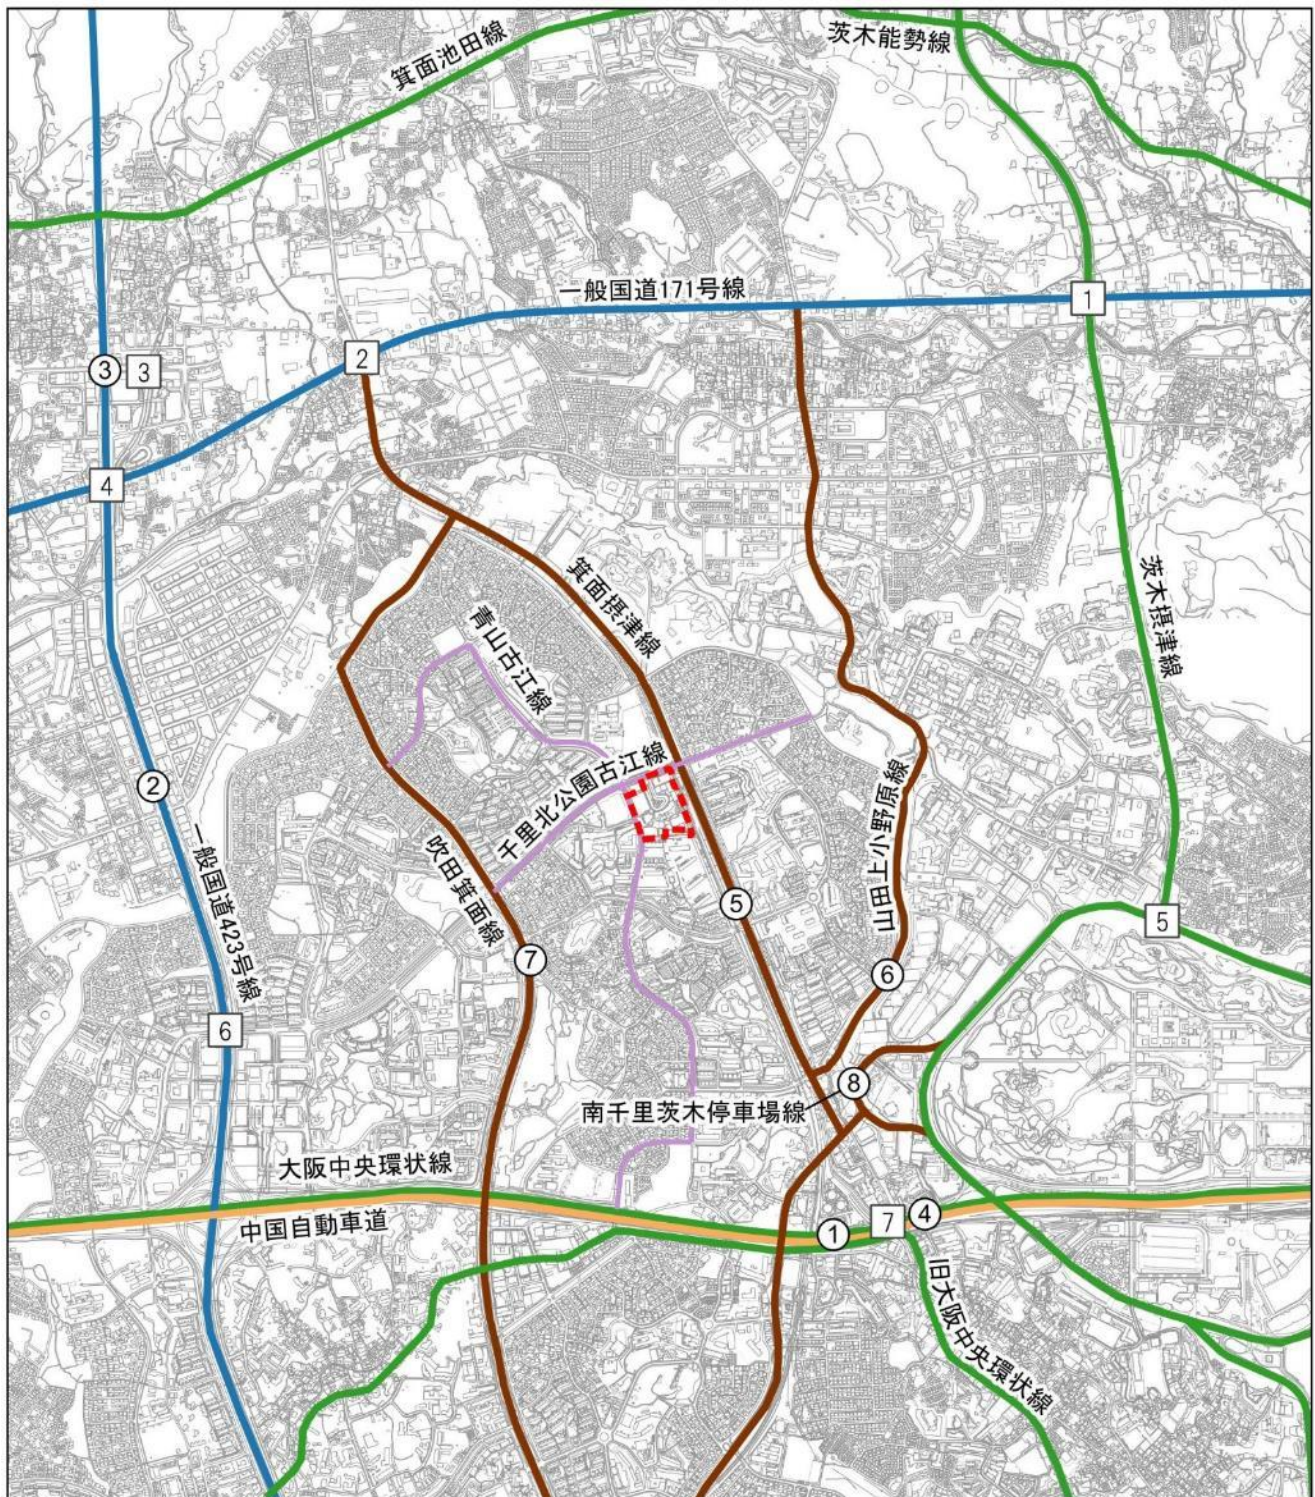 箕面池田線
茨木能勢線
一般国道171号線
1
2
3
3
4
箕面摂津線
茨木摂津線
青山古江線
千里北公園古江線
2
山田上小野原線
一般国道423号線
吹田箕面線
5
5
7
6
6
8
南千里茨木停車場線
大阪中央環状線
中国自動車道
1
7
4
旧大阪中央環状線